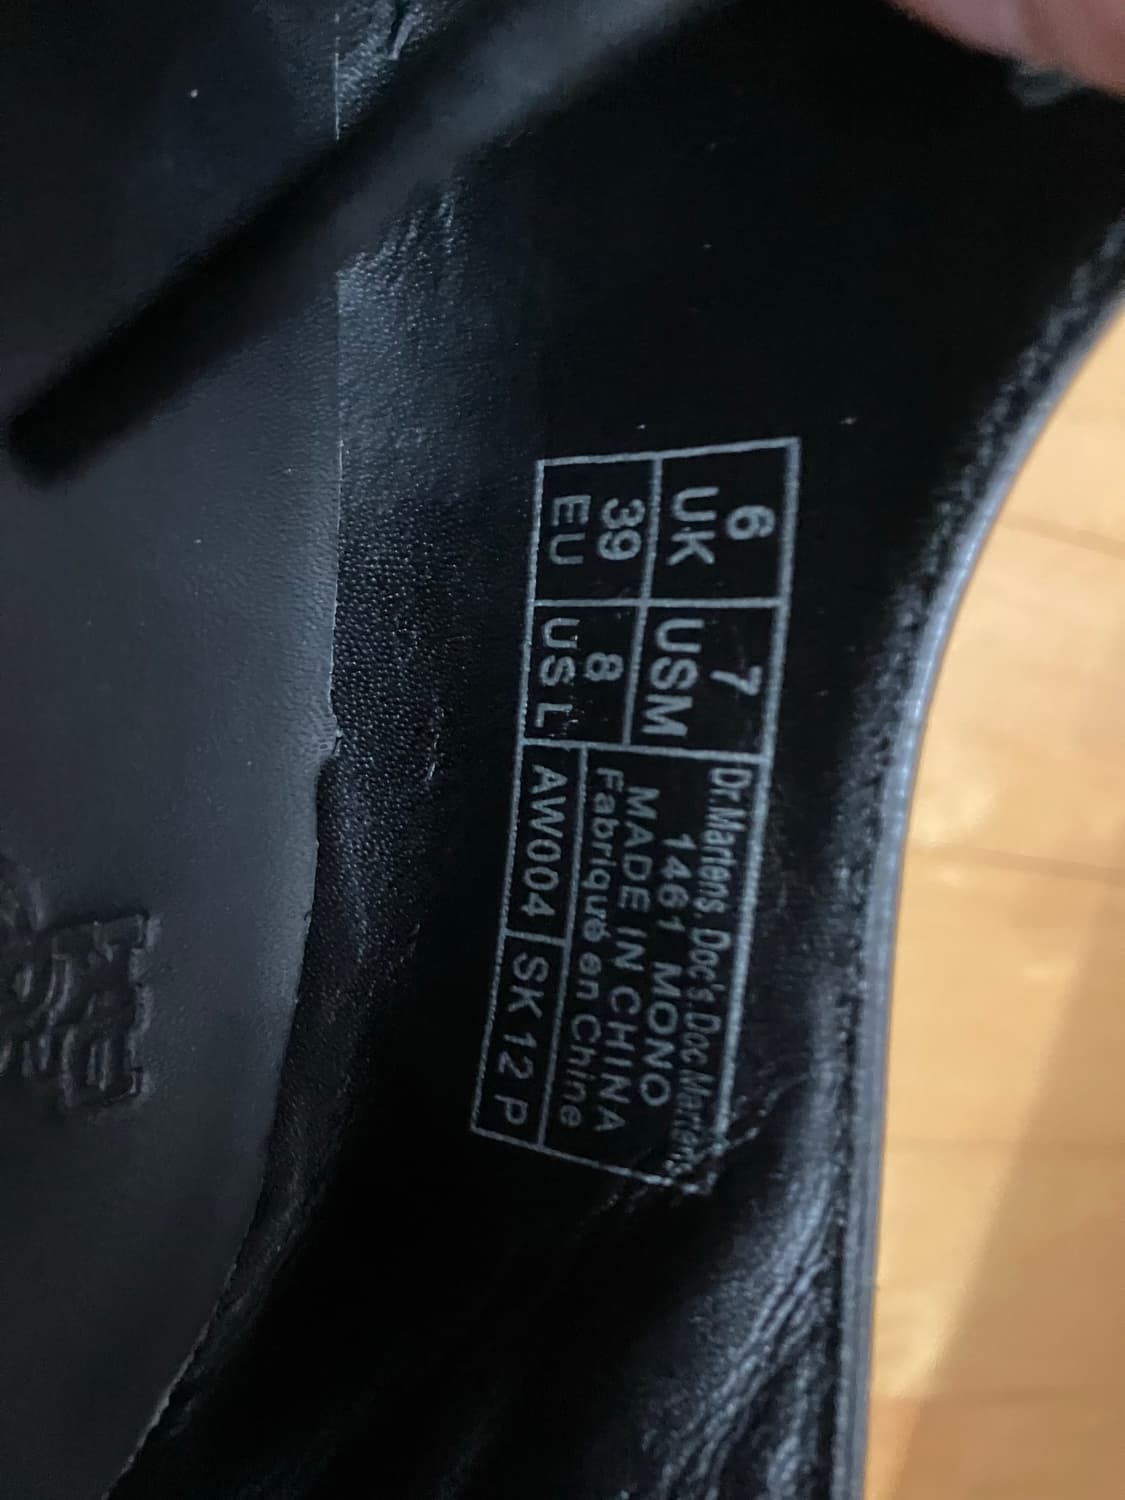 6 7
UK USM
39 8
EU US L
Dr.Martens. Doc's. Doc Martens.
1461 MONO
MADE IN CHINA
Fabriqué en Chine
AW004 SK 12 P